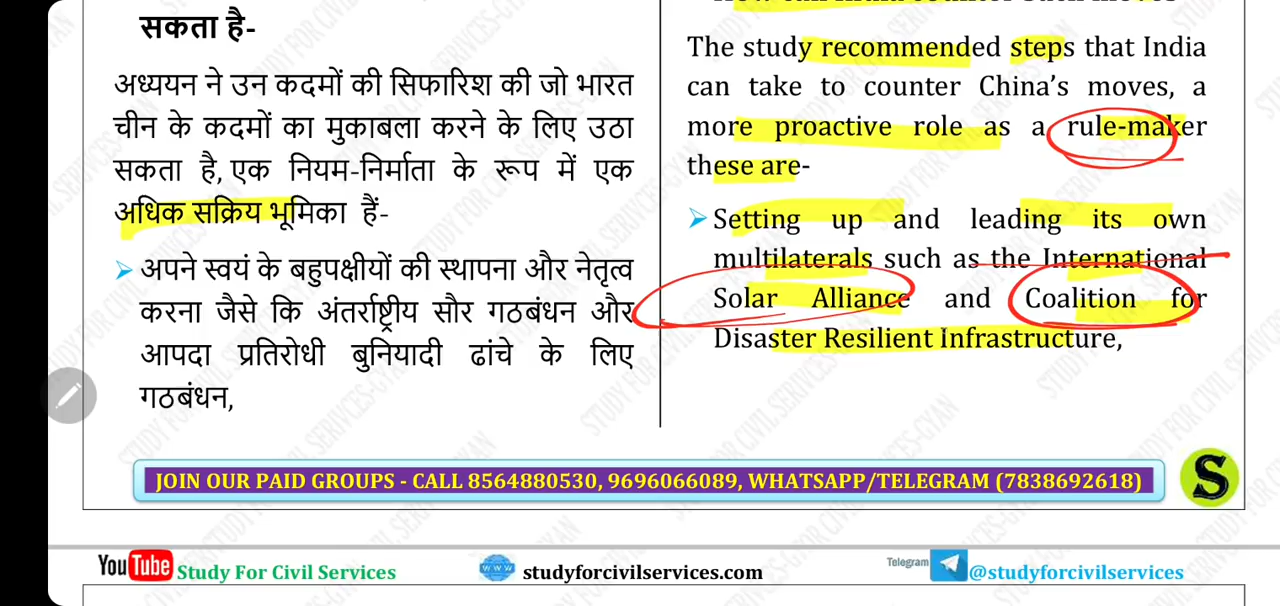 सकता है-
अध्ययन ने उन कदमों की सिफारिश की जो भारत
चीन के कदमों का मुकाबला करने के लिए उठा
सकता है, एक नियम-निर्माता के रूप में एक
अधिक सक्रिय भूमिका हैं-
अपने स्वयं के बहुपक्षीयों की स्थापना और नेतृत्व
करना जैसे कि अंतर्राष्ट्रीय सौर गठबंधन और
आपदा प्रतिरोधी बुनियादी ढांचे के लिए
गठबंधन,
The study recommended steps that India
can take to counter China's moves, a
more proactive role as a rule-maker
these are-
Setting up and leading its own
multilaterals such as the International
Solar Alliance and Coalition for
Disaster Resilient Infrastructure,
JOIN OUR PAID GROUPS - CALL 8564880530, 9696066089, WHATSAPP/TELEGRAM (7838692618)
S
YouTube Study For Civil Services
www studyforcivilservices.com
Telegram @studyforcivilservices